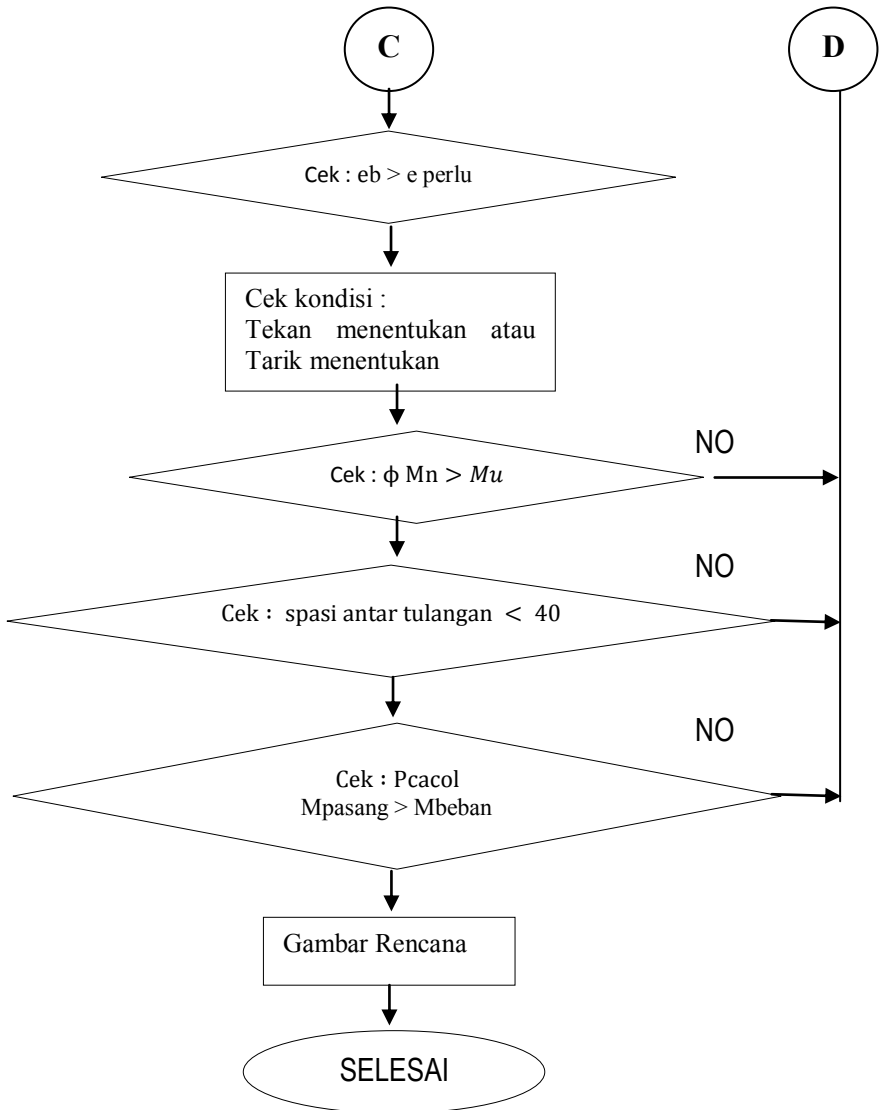 C
D
Cek : eb > e perlu
Cek kondisi :
Tekan menentukan atau
Tarik menentukan
NO
Cek : ϕ Mn > Mu
NO
Cek : spasi antar tulangan < 40
NO
Cek : Pcacol
Mpasang > Mbeban
Gambar Rencana
SELESAI